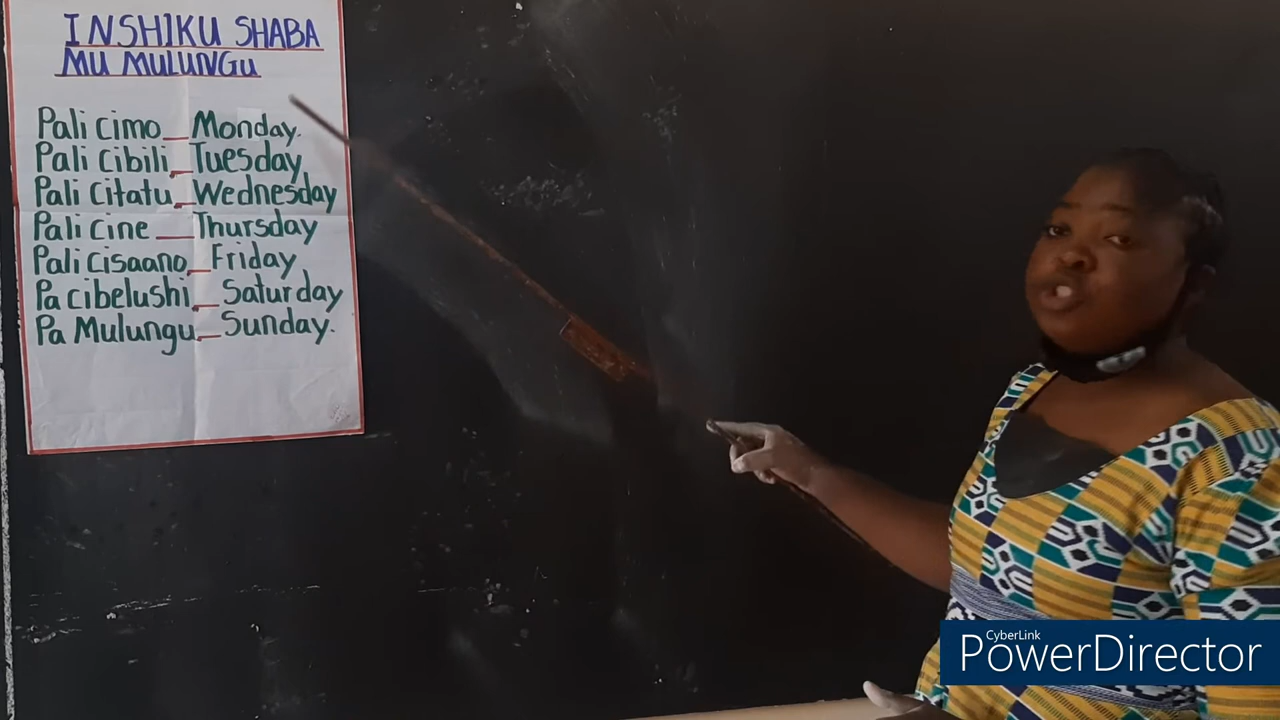 INSHIKU SHABA
MU MULUNGU
Pali cimo_Monday.
Pali cibili_Tuesday
Pali citatu_Wednesday
Pali cine_Thursday
Pali cisaano_Friday
Pa cibelushi_Saturday
Pa Mulungu_Sunday.
CyberLink
PowerDirector